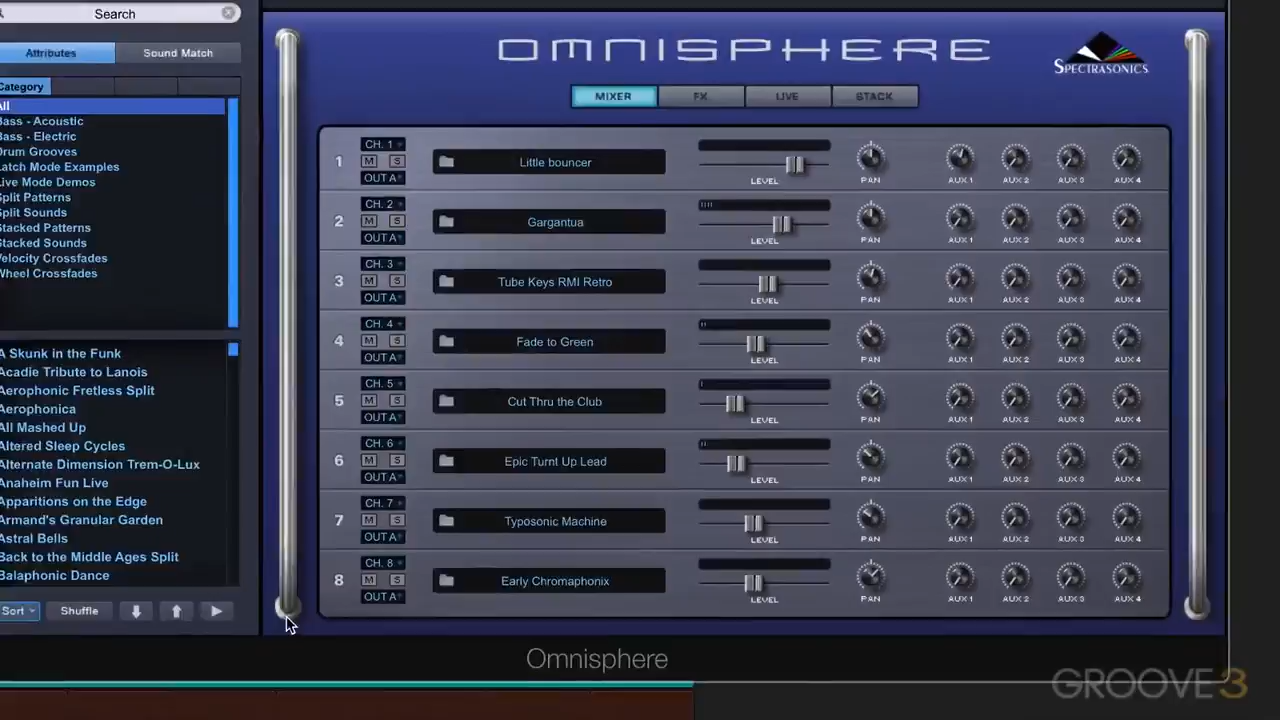 Search
Attributes
Sound Match
Category
All
Bass - Acoustic
Bass - Electric
Drum Grooves
Latch Mode Examples
Live Mode Demos
Split Patterns
Split Sounds
Stacked Patterns
Stacked Sounds
Velocity Crossfades
Wheel Crossfades
A Skunk in the Funk
Acadie Tribute to Lanois
Aerophonic Fretless Split
Aerophonica
All Mashed Up
Altered Sleep Cycles
Alternate Dimension Trem-O-Lux
Anaheim Fun Live
Apparitions on the Edge
Armand's Granular Garden
Astral Bells
Back to the Middle Ages Split
Balaphonic Dance
Sort
Shuffle
OMNISPHERE
SPECTRASONICS
MIXER FX LIVE STACK
1 CH. 1 M S OUT A Little bouncer LEVEL PAN AUX 1 AUX 2 AUX 3 AUX 4
2 CH. 2 M S OUT A Gargantua LEVEL PAN AUX 1 AUX 2 AUX 3 AUX 4
3 CH. 3 M S OUT A Tube Keys RMI Retro LEVEL PAN AUX 1 AUX 2 AUX 3 AUX 4
4 CH. 4 M S OUT A Fade to Green LEVEL PAN AUX 1 AUX 2 AUX 3 AUX 4
5 CH. 5 M S OUT A Cut Thru the Club LEVEL PAN AUX 1 AUX 2 AUX 3 AUX 4
6 CH. 6 M S OUT A Epic Turnt Up Lead LEVEL PAN AUX 1 AUX 2 AUX 3 AUX 4
7 CH. 7 M S OUT A Typosonic Machine LEVEL PAN AUX 1 AUX 2 AUX 3 AUX 4
8 CH. 8 M S OUT A Early Chromaphonix LEVEL PAN AUX 1 AUX 2 AUX 3 AUX 4
Omnisphere
GROOVE3